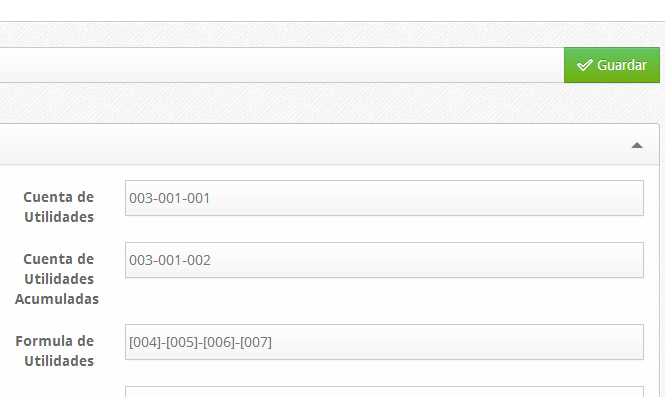 Guardar
Cuenta de
Utilidades
003-001-001
Cuenta de
Utilidades
Acumuladas
003-001-002
Formula de
Utilidades
[004]-[005]-[006]-[007]